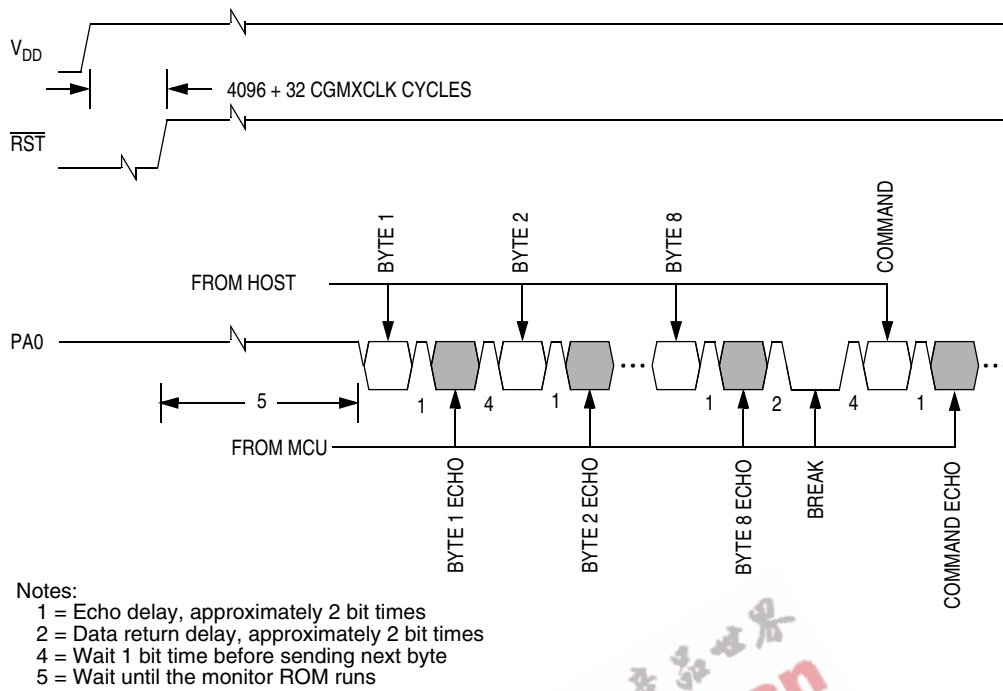 VDD
4096 + 32 CGMXCLK CYCLES
RST
BYTE 1
BYTE 2
BYTE 8
COMMAND
FROM HOST
PA0
1
4
1
1
2
4
1
5
FROM MCU
BYTE 1 ECHO
BYTE 2 ECHO
BYTE 8 ECHO
BREAK
COMMAND ECHO
Notes:
1 = Echo delay, approximately 2 bit times
2 = Data return delay, approximately 2 bit times
4 = Wait 1 bit time before sending next byte
5 = Wait until the monitor ROM runs